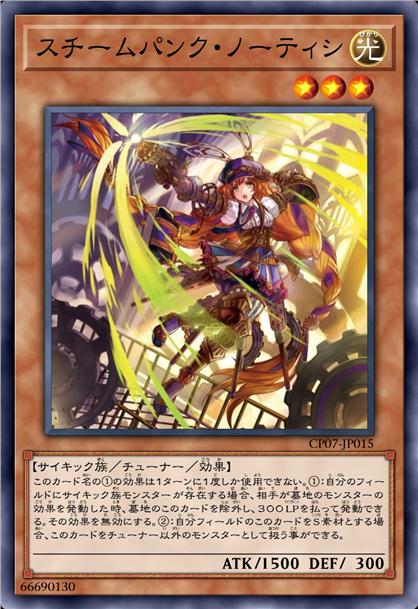 スチームパンク・ノーティシ
光
CP07-JP015
【サイキック族／チューナー／効果】
このカード名の①の効果は１ターンに１度しか使用できない。①：自分のフィ
ールドにサイキック族モンスターが存在する場合、相手が墓地のモンスターの
効果を発動した時、墓地のこのカードを除外し、３００LPを払って発動でき
る。その効果を無効にする。②：自分フィールドのこのカードをS素材とする場
合、このカードをチューナー以外のモンスターとして扱う事ができる。
ATK/1500 DEF/ 300
66690130